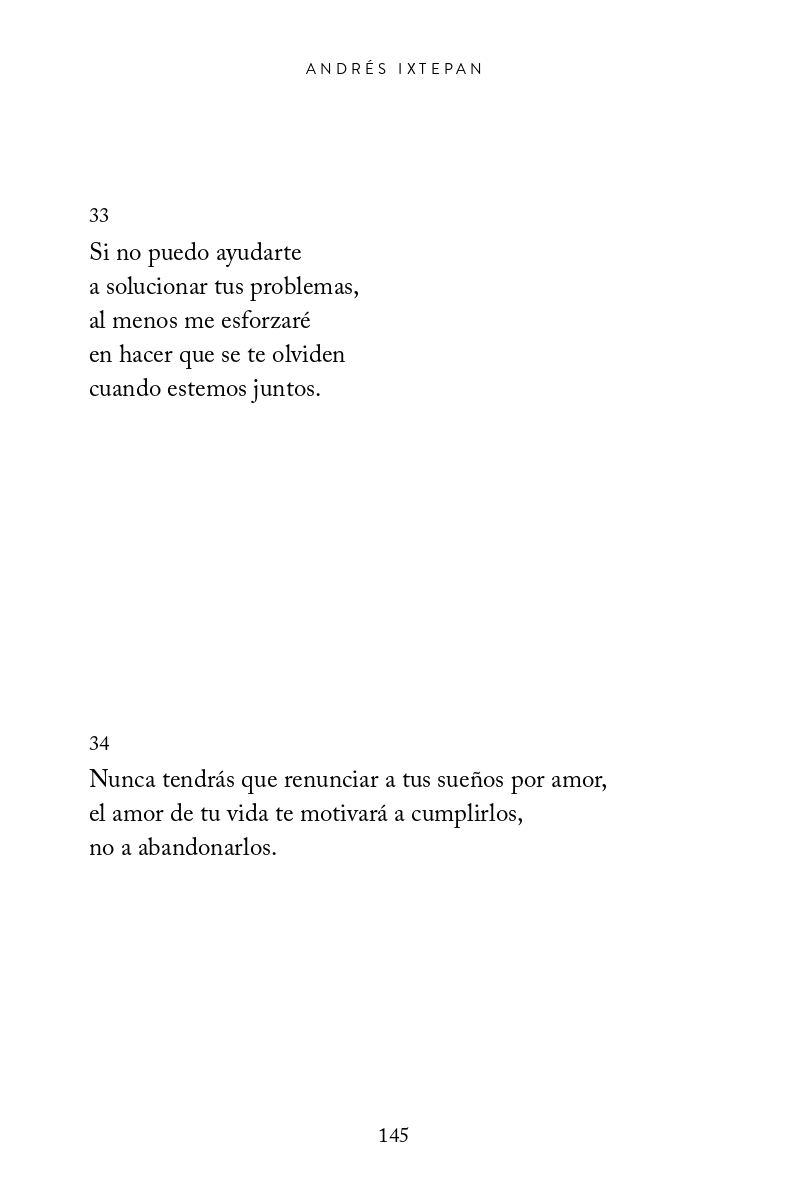 ANDRÉS IXTEPAN
33
Si no puedo ayudarte
a solucionar tus problemas,
al menos me esforzaré
en hacer que se te olviden
cuando estemos juntos.
34
Nunca tendrás que renunciar a tus sueños por amor,
el amor de tu vida te motivará a cumplirlos,
no a abandonarlos.
145